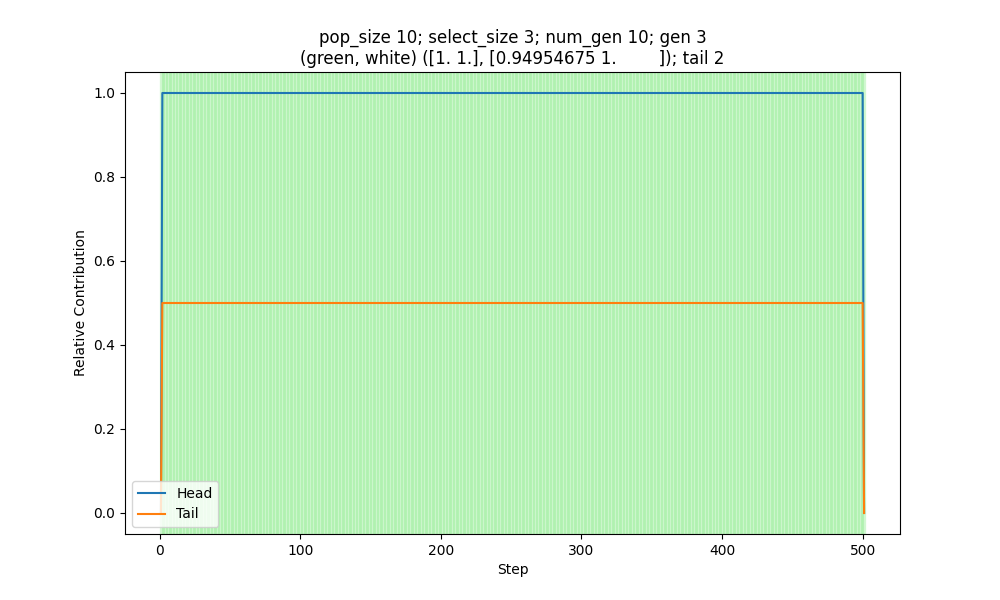 pop_size 10; select_size 3; num_gen 10; gen 3
(green, white) ([1. 1.], [0.94954675 1.        ]); tail 2
Relative Contribution
1.0
0.8
0.6
0.4
0.2
0.0
Head
Tail
0 100 200 300 400 500
Step